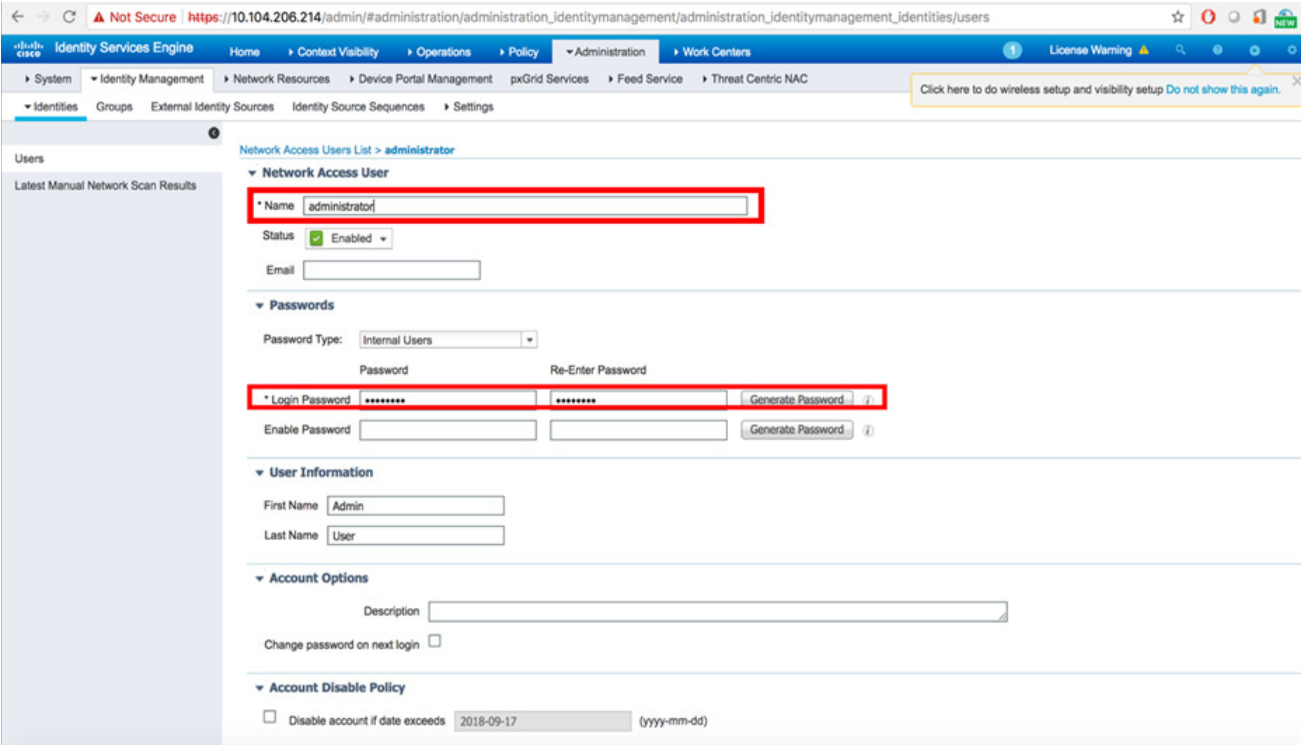 Not Secure https://10.104.206.214/admin/#administration/administration_identitymanagement/administration_identitymanagement_identities/users
NEW
cisco Identity Services Engine Home Context Visibility Operations Policy Administration Work Centers 1 License Warning
System Identity Management Network Resources Device Portal Management pxGrid Services Feed Service Threat Centric NAC
Click here to do wireless setup and visibility setup Do not show this again.
Identities Groups External Identity Sources Identity Source Sequences Settings
Users
Latest Manual Network Scan Results
Network Access Users List > administrator
Network Access User
* Name administrator
Status Enabled
Email
Passwords
Password Type: Internal Users
Password Re-Enter Password
* Login Password •••••••• •••••••• Generate Password
Enable Password Generate Password
User Information
First Name Admin
Last Name User
Account Options
Description
Change password on next login
Account Disable Policy
Disable account if date exceeds 2018-09-17 (yyyy-mm-dd)